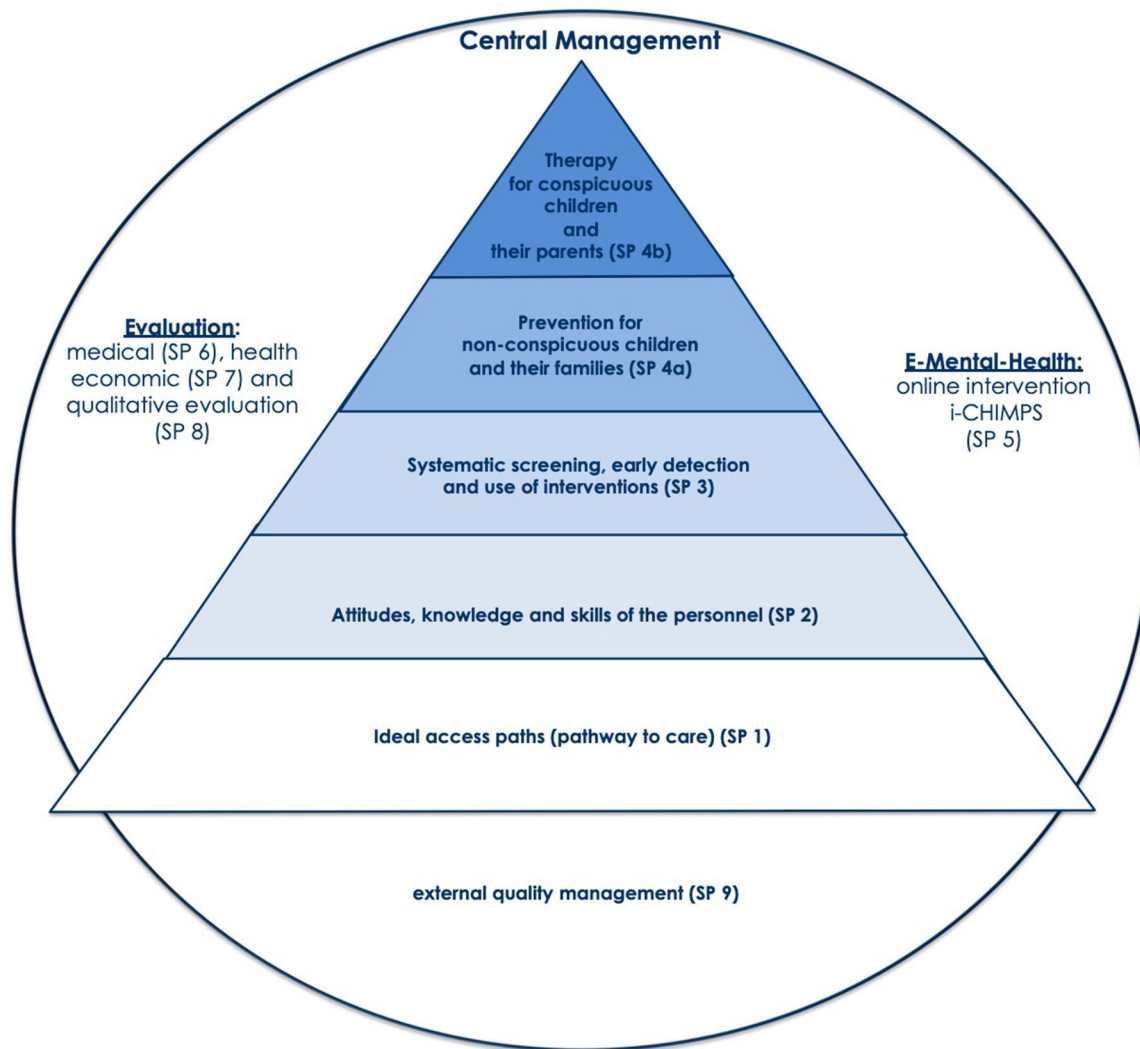 Central Management
Therapy
for conspicuous
children
and
their parents (SP 4b)
Prevention for
non-conspicuous children
and their families (SP 4a)
Evaluation:
medical (SP 6), health
economic (SP 7) and
qualitative evaluation
(SP 8)
E-Mental-Health:
online intervention
i-CHIMPS
(SP 5)
Systematic screening, early detection
and use of interventions (SP 3)
Attitudes, knowledge and skills of the personnel (SP 2)
Ideal access paths (pathway to care) (SP 1)
external quality management (SP 9)